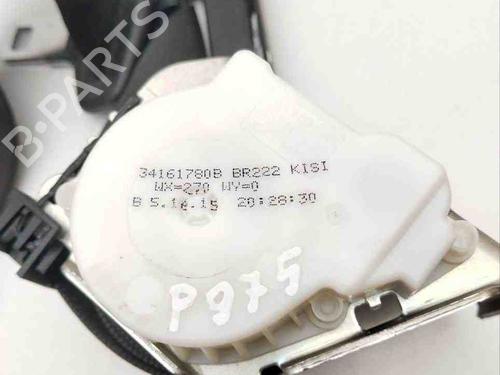 B-PARTS
34161780B BR222 KISI
WX=270 WY=0
B 5.16.15 20:28:30
P975